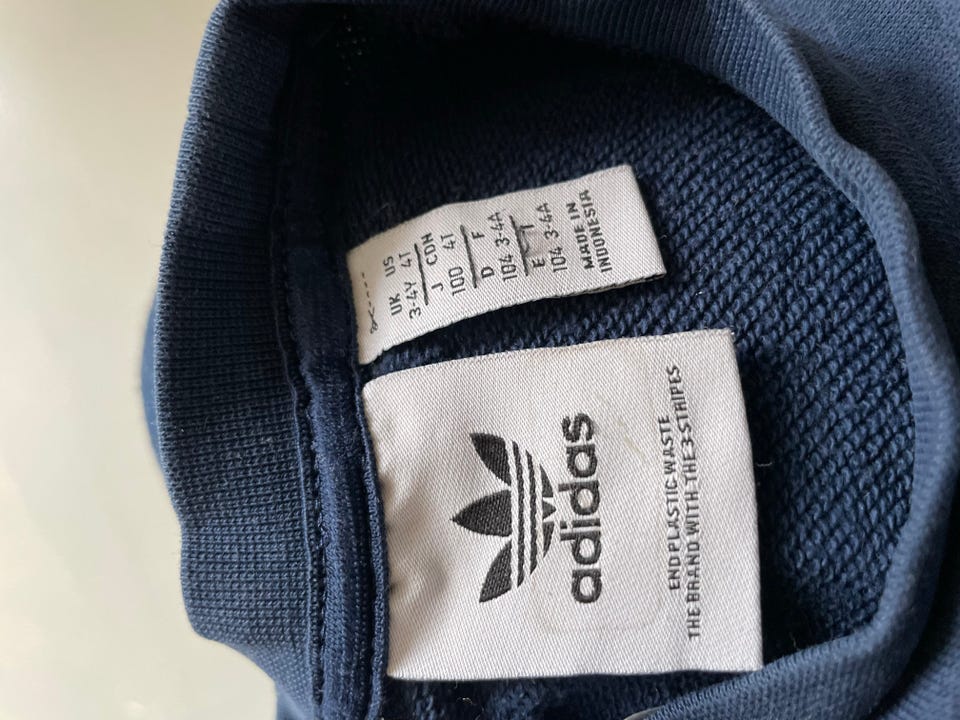 UK US
3-4Y 4T
J CDN
100 4T
D F
104 3-4A
E I
104 3-4A
MADE IN
INDONESIA
adidas
END PLASTIC WASTE
THE BRAND WITH THE 3-STRIPES